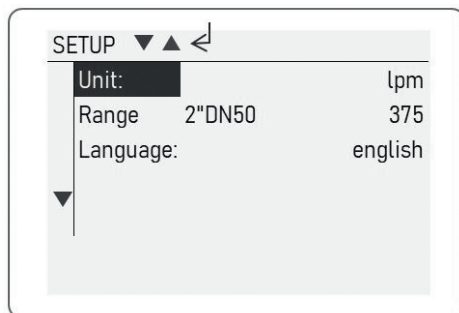 SETUP ▼ ▲ ↵
Unit: lpm
Range 2"DN50 375
Language: english
▼